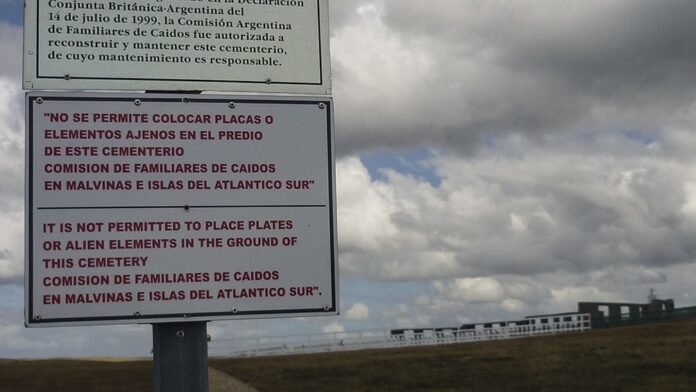 en la Declaración
Conjunta Británica-Argentina del
14 de julio de 1999, la Comisión Argentina
de Familiares de Caidos fue autorizada a
reconstruir y mantener este cementerio,
de cuyo mantenimiento es responsable.
"NO SE PERMITE COLOCAR PLACAS O
ELEMENTOS AJENOS EN EL PREDIO
DE ESTE CEMENTERIO
COMISION DE FAMILIARES DE CAIDOS
EN MALVINAS E ISLAS DEL ATLANTICO SUR"
IT IS NOT PERMITTED TO PLACE PLATES
OR ALIEN ELEMENTS IN THE GROUND OF
THIS CEMETERY
COMISION DE FAMILIARES DE CAIDOS
EN MALVINAS E ISLAS DEL ATLANTICO SUR".